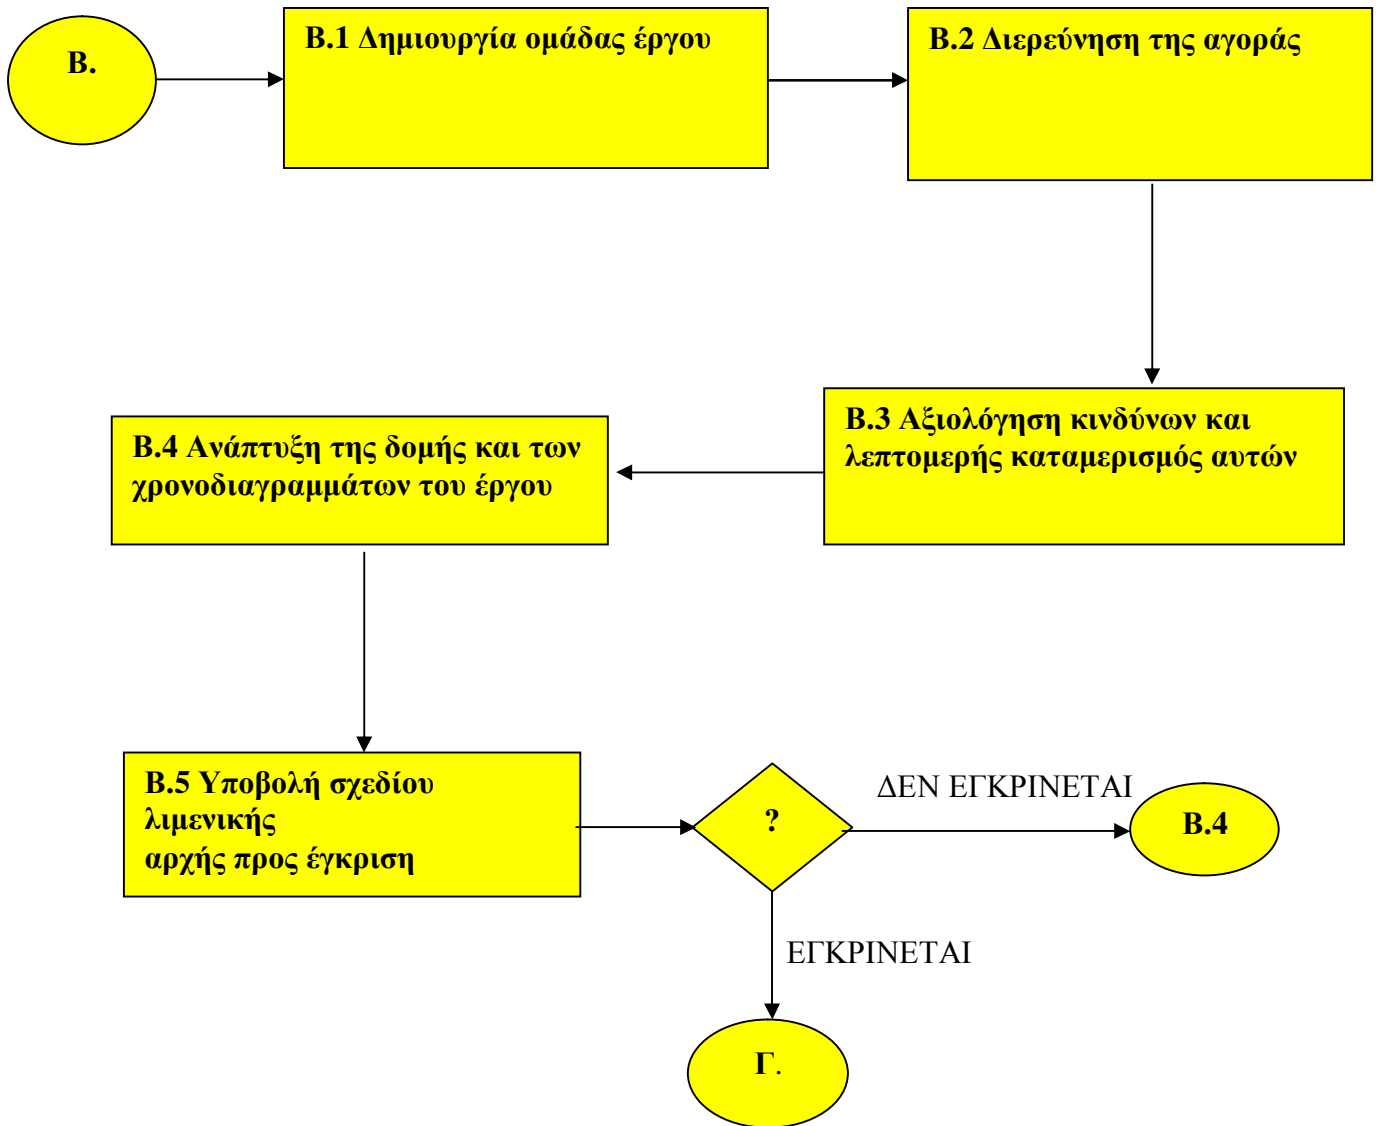 Β.
Β.1 Δημιουργία ομάδας έργου
Β.2 Διερεύνηση της αγοράς
Β.3 Αξιολόγηση κινδύνων και
λεπτομερής καταμερισμός αυτών
Β.4 Ανάπτυξη της δομής και των
χρονοδιαγραμμάτων του έργου
Β.5 Υποβολή σχεδίου
λιμενικής
αρχής προς έγκριση
?
ΔΕΝ ΕΓΚΡΙΝΕΤΑΙ
Β.4
ΕΓΚΡΙΝΕΤΑΙ
Γ.